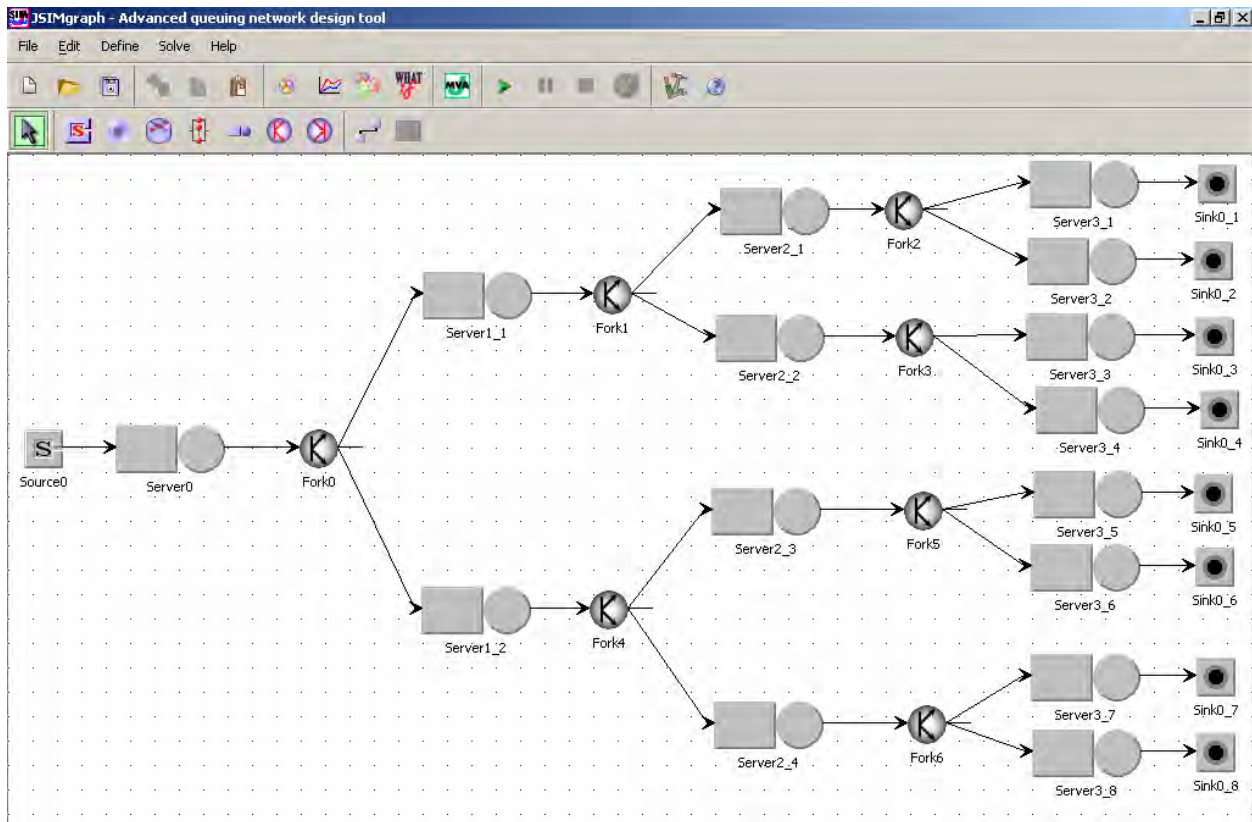 JSIMgraph - Advanced queuing network design tool
File Edit Define Solve Help
WHAT if
MVA
S
Server3_1
Sink0_1
Server2_1
Fork2
Server3_2
Sink0_2
Server1_1
Fork1
Server2_2
Fork3
Server3_3
Sink0_3
Server3_4
Sink0_4
S
Source0
Server0
Fork0
Server2_3
Fork5
Server3_5
Sink0_5
Server3_6
Sink0_6
Server1_2
Fork4
Server3_7
Sink0_7
Server2_4
Fork6
Server3_8
Sink0_8